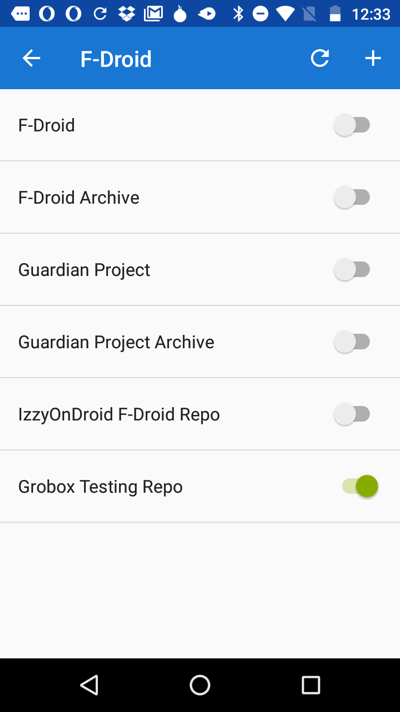 12:33
F-Droid
F-Droid
F-Droid Archive
Guardian Project
Guardian Project Archive
IzzyOnDroid F-Droid Repo
Grobox Testing Repo